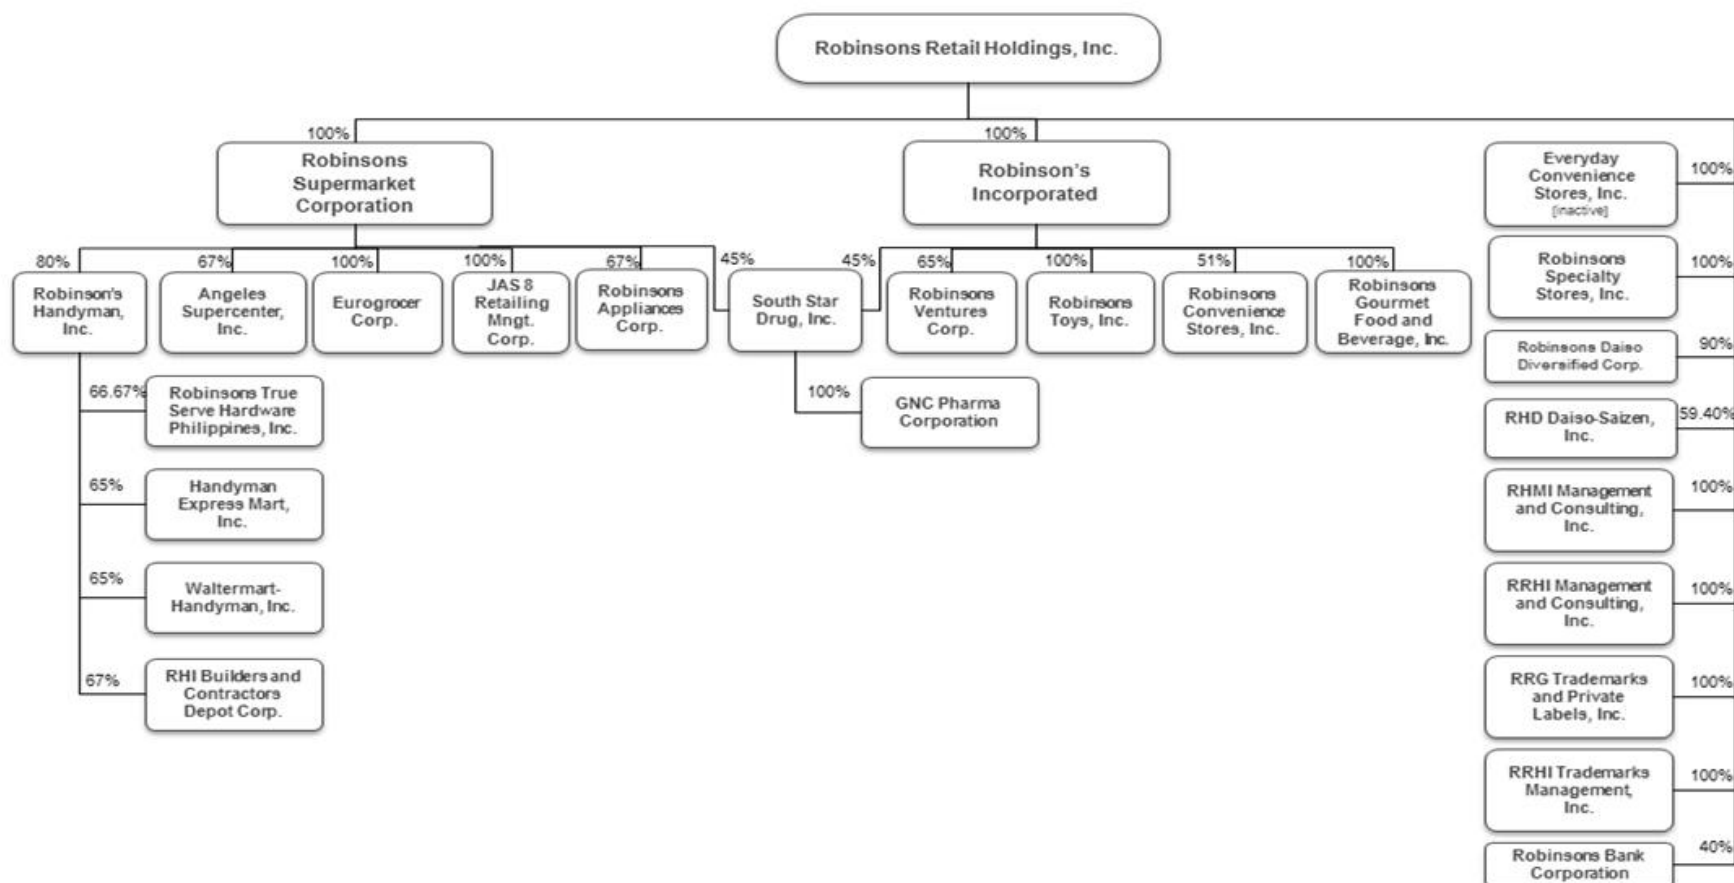 Robinsons Retail Holdings, Inc.
100%
Robinsons
Supermarket
Corporation
100%
Robinson's
Incorporated
80%
Robinson's
Handyman,
Inc.
67%
Angeles
Supercenter,
Inc.
100%
Eurogrocer
Corp.
100%
JAS 8
Retailing
Mngt.
Corp.
67%
Robinsons
Appliances
Corp.
45%
South Star
Drug, Inc.
45%
65%
Robinsons
Ventures
Corp.
100%
Robinsons
Toys, Inc.
51%
Robinsons
Convenience
Stores, Inc.
100%
Robinsons
Gourmet
Food and
Beverage, Inc.
66.67%
Robinsons True
Serve Hardware
Philippines, Inc.
65%
Handyman
Express Mart,
Inc.
65%
Waltermart-
Handyman, Inc.
67%
RHI Builders and
Contractors
Depot Corp.
100%
GNC Pharma
Corporation
Everyday
Convenience
Stores, Inc.
[inactive]
100%
Robinsons
Specialty
Stores, Inc.
100%
Robinsons Daiso
Diversified Corp.
90%
RHD Daiso-Saizen,
Inc.
59.40%
RHMI Management
and Consulting,
Inc.
100%
RRHI Management
and Consulting,
Inc.
100%
RRG Trademarks
and Private
Labels, Inc.
100%
RRHI Trademarks
Management,
Inc.
100%
Robinsons Bank
Corporation
40%